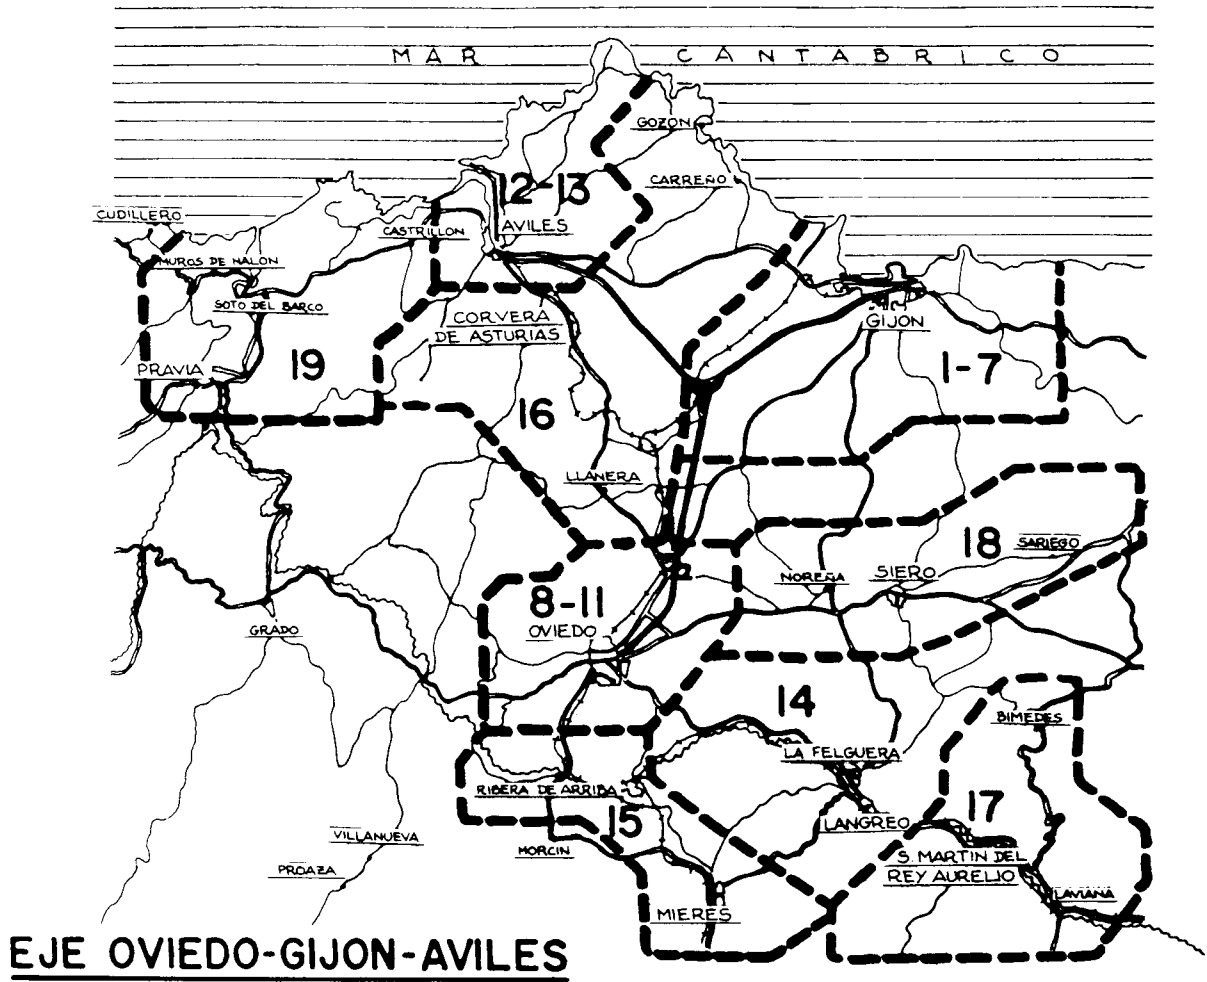 MAR CANTABRICO
GOZON
12-13
CARREÑO
CUDILLERO
CASTRILLON
AVILES
MUROS DE NALON
SOTO DEL BARCO
CORVERA
DE ASTURIAS
GIJON
19
PRAVIA
1-7
16
LLANERA
18
SARIEGO
NOREÑA
SIERO
8-11
OVIEDO
GRADO
14
BIMEDES
LA FELGUERA
RIBERA DE ARRIBA
17
15
LANGREO
VILLANUEVA
MORCIN
S. MARTIN DEL
REY AURELIO
PROAZA
LAVIANA
MIERES
EJE OVIEDO-GIJON-AVILES